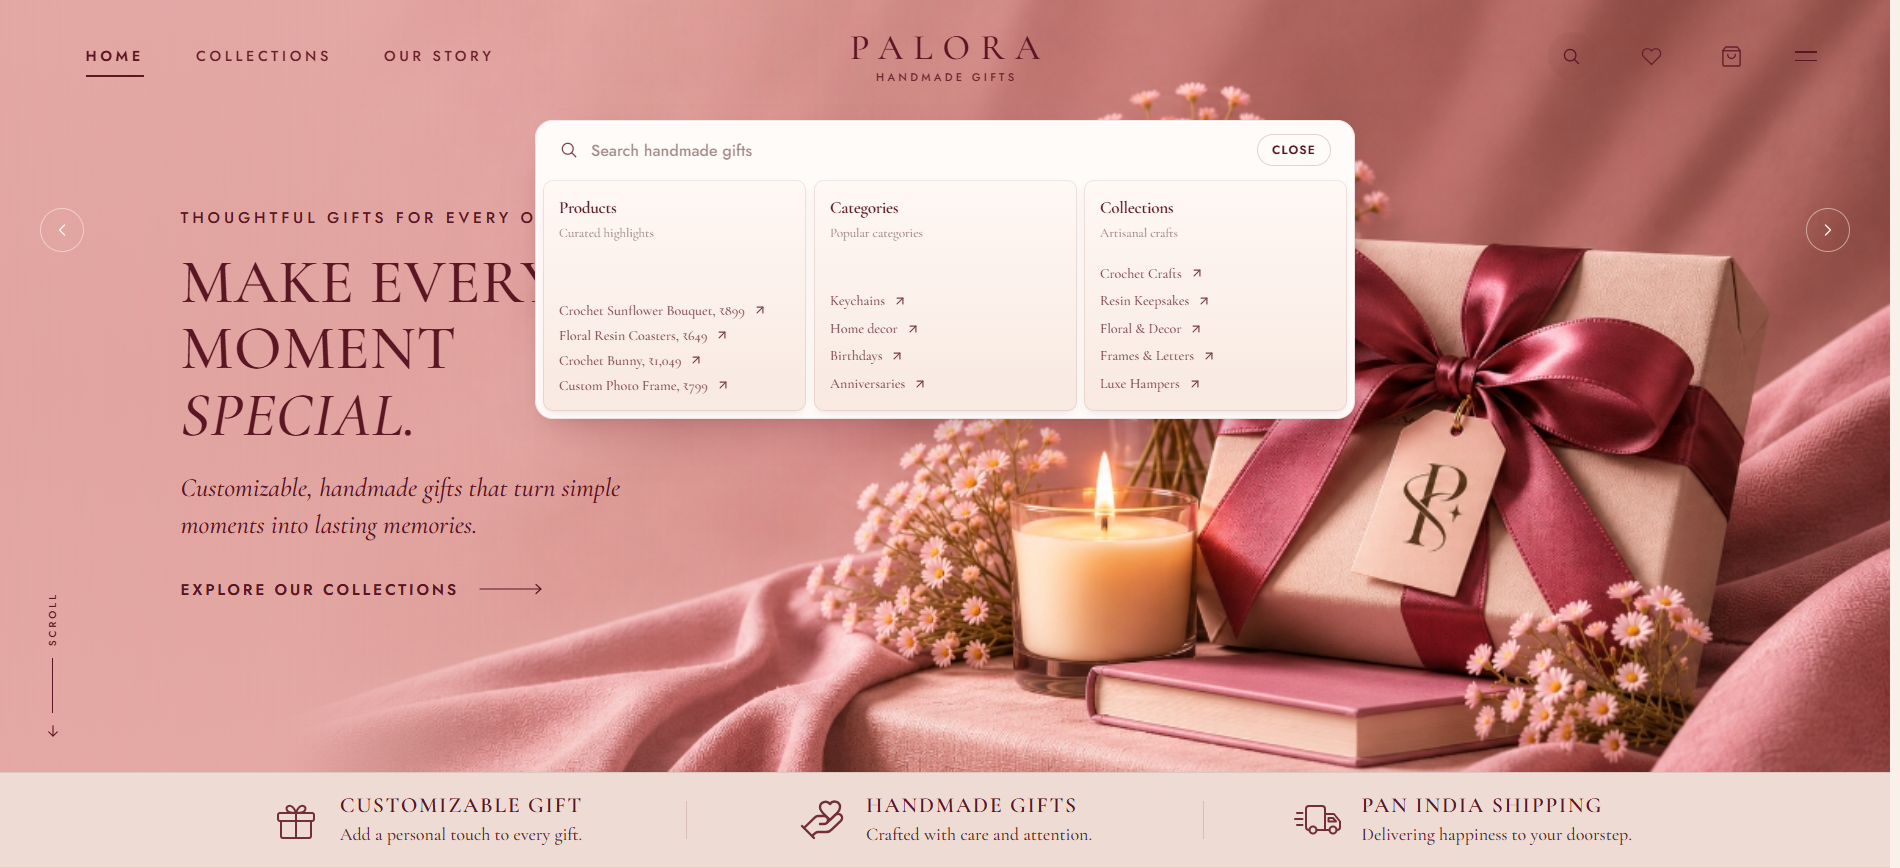 HOME
COLLECTIONS
OUR STORY
PALORA
HANDMADE GIFTS
Search handmade gifts
CLOSE
Products
Curated highlights
Crochet Sunflower Bouquet, ₹899
Floral Resin Coasters, ₹649
Crochet Bunny, ₹1,049
Custom Photo Frame, ₹799
Categories
Popular categories
Keychains
Home decor
Birthdays
Anniversaries
Collections
Artisanal crafts
Crochet Crafts
Resin Keepsakes
Floral & Decor
Frames & Letters
Luxe Hampers
THOUGHTFUL GIFTS FOR EVERY
MAKE EVERY
MOMENT
SPECIAL.
Customizable, handmade gifts that turn simple
moments into lasting memories.
EXPLORE OUR COLLECTIONS
SCROLL
CUSTOMIZABLE GIFT
Add a personal touch to every gift.
HANDMADE GIFTS
Crafted with care and attention.
PAN INDIA SHIPPING
Delivering happiness to your doorstep.